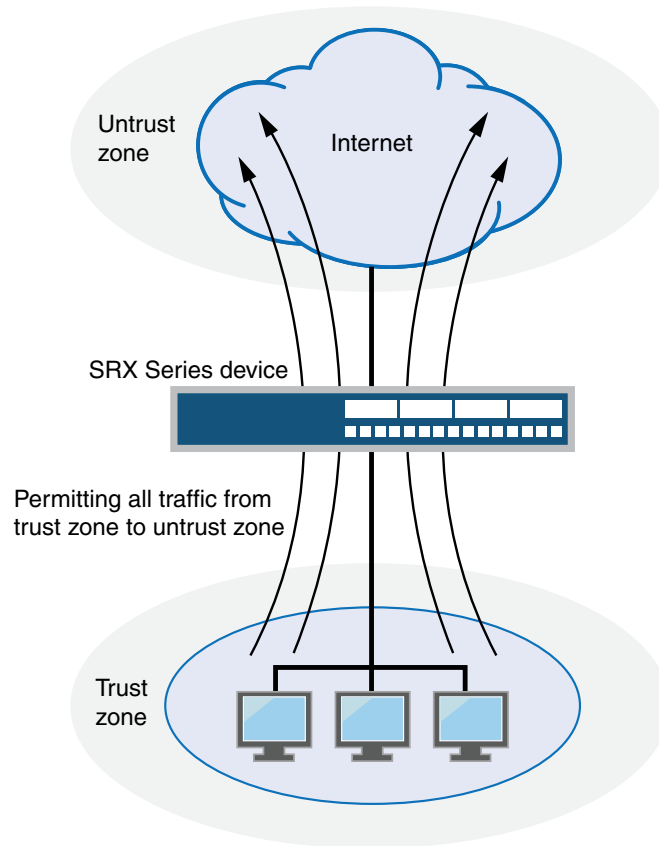 Untrust
zone
Internet
SRX Series device
Permitting all traffic from
trust zone to untrust zone
Trust
zone